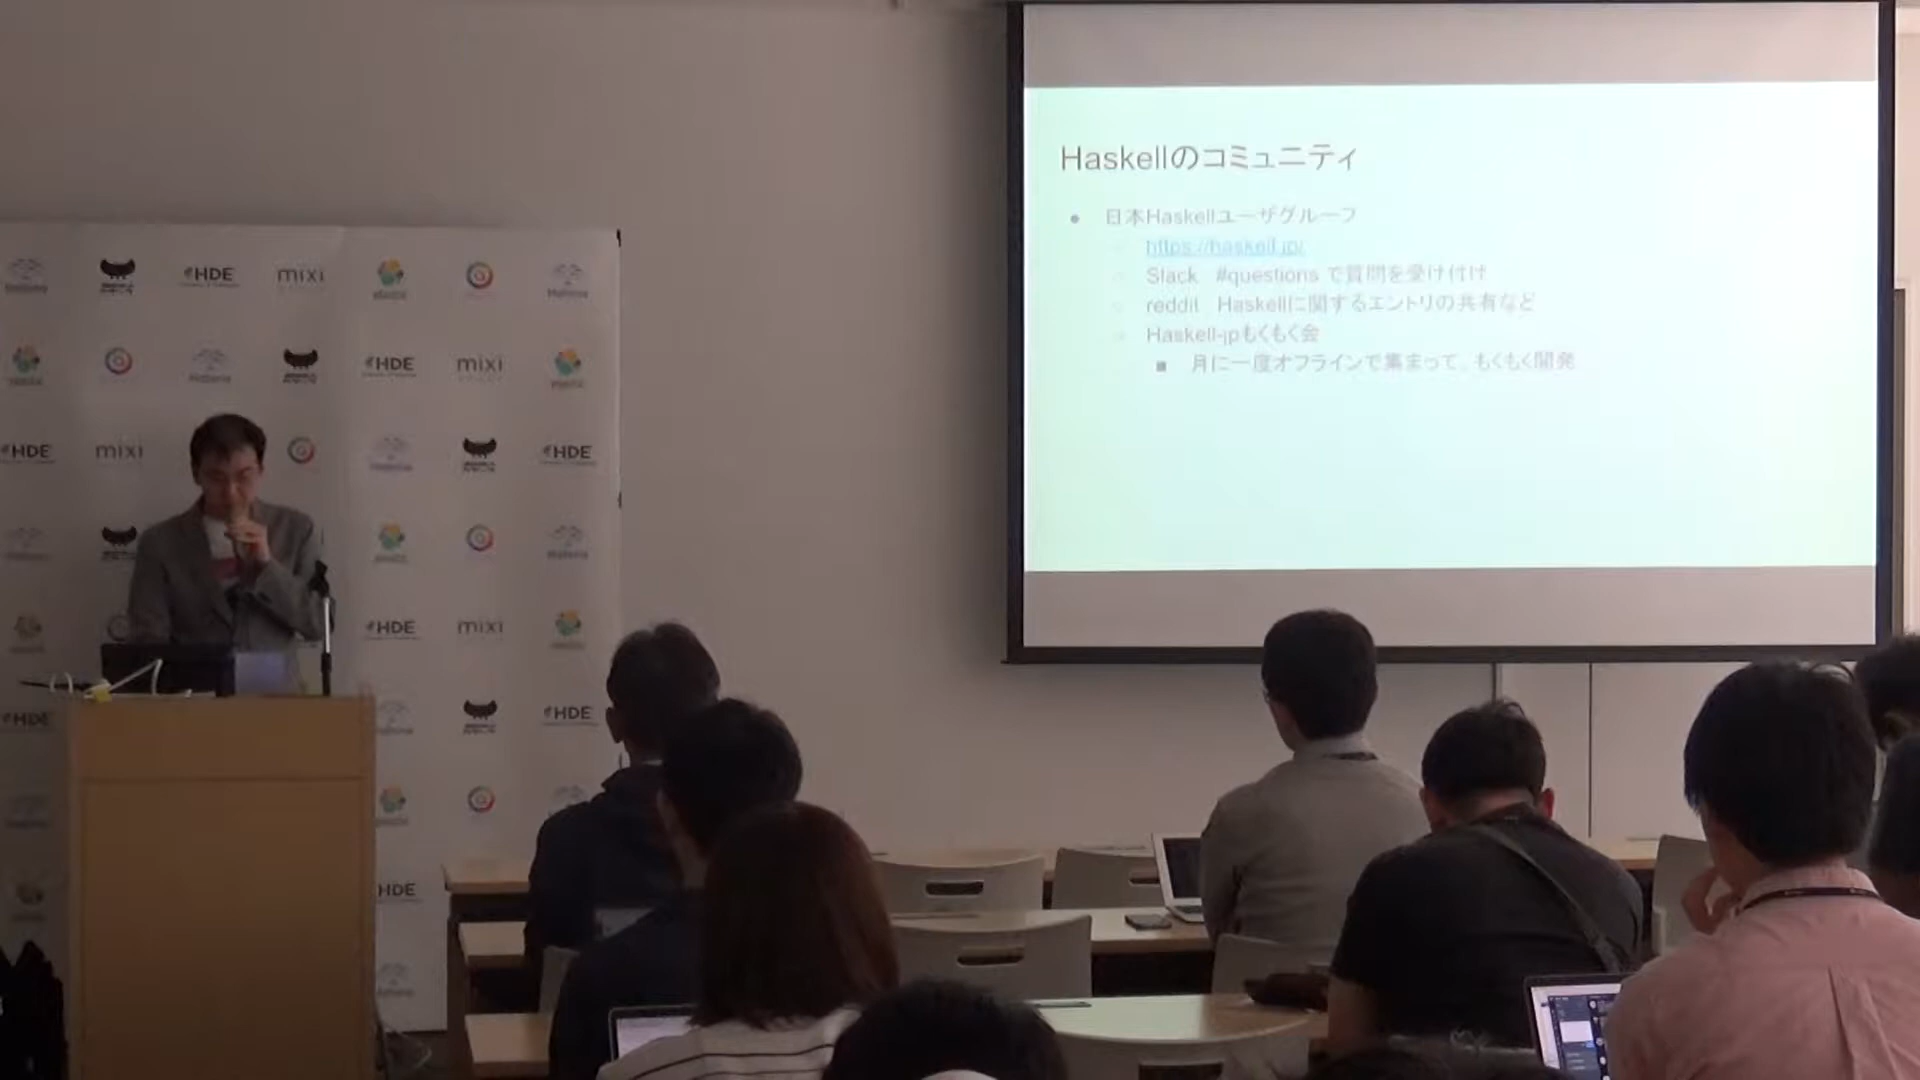 Haskellのコミュニティ
日本Haskellユーザグループ
https://haskell.jp/
Slack #questions で質問を受け付け
reddit Haskellに関するエントリの共有など
Haskell-jpもくもく会
月に一度オフラインで集まって、もくもく開発
HDE mixi
HDE mixi
HDE mixi HDE
HDE mixi
HDE HDE
HDE